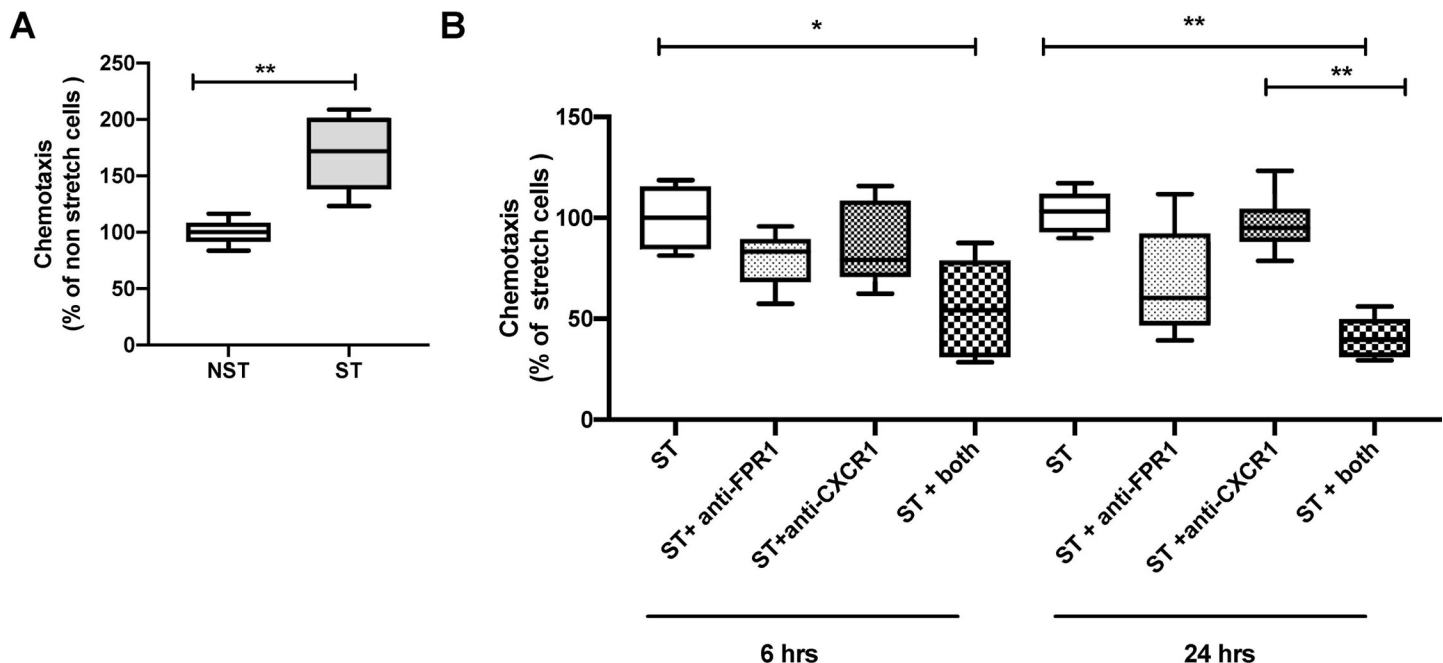 A
Chemotaxis
(% of non stretch cells )
250
200
150
100
50
0
**
NST
ST
B
Chemotaxis
(% of stretch cells )
150
100
50
0
*
**
**
ST
ST+ anti-FPR1
ST+anti-CXCR1
ST + both
ST
ST + anti-FPR1
ST +anti-CXCR1
ST + both
6 hrs
24 hrs